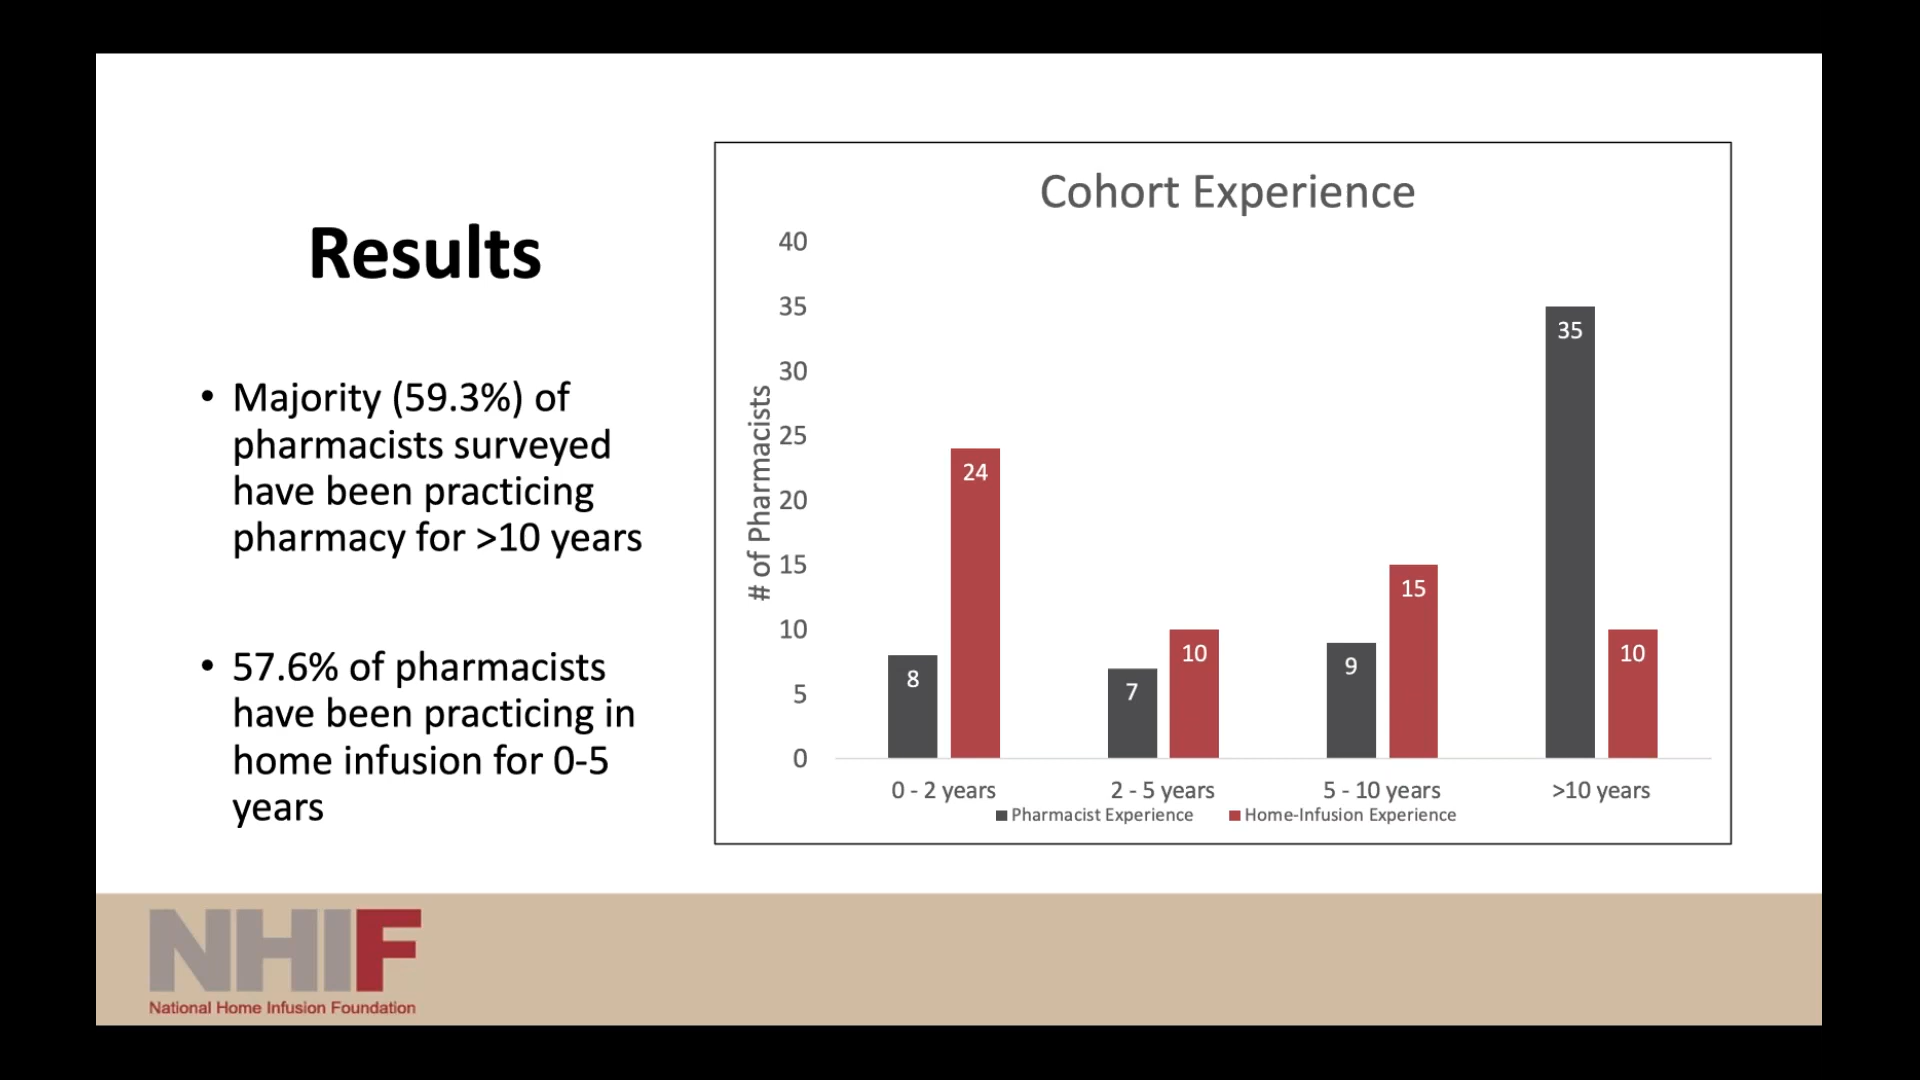 Results
• Majority (59.3%) of
pharmacists surveyed
have been practicing
pharmacy for >10 years
• 57.6% of pharmacists
have been practicing in
home infusion for 0-5
years
Cohort Experience
# of Pharmacists
40
35
30
25
20
15
10
5
0
8
24
7
10
9
15
35
10
0 - 2 years
2 - 5 years
5 - 10 years
>10 years
Pharmacist Experience
Home-Infusion Experience
NHIF
National Home Infusion Foundation